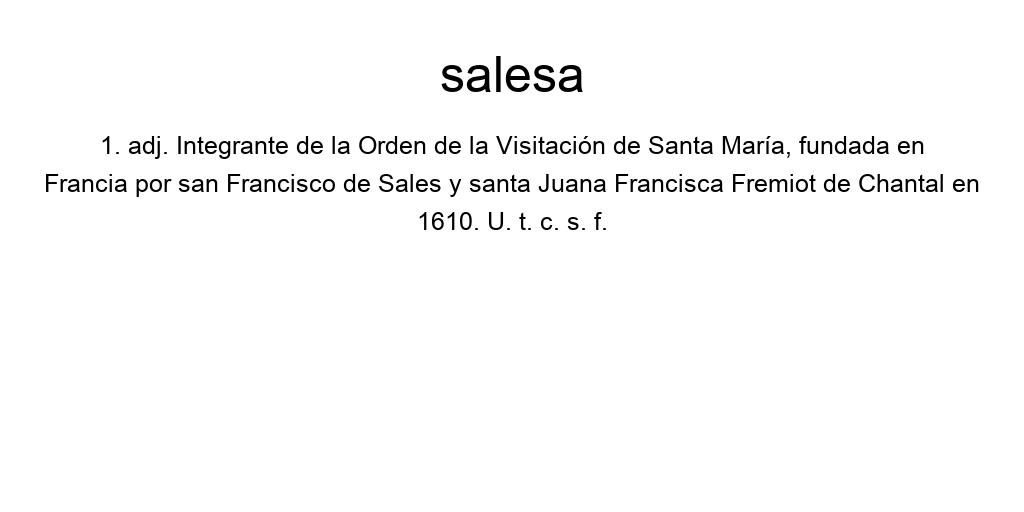 salesa
1. adj. Integrante de la Orden de la Visitación de Santa María, fundada en
Francia por san Francisco de Sales y santa Juana Francisca Fremiot de Chantal en
1610. U. t. c. s. f.